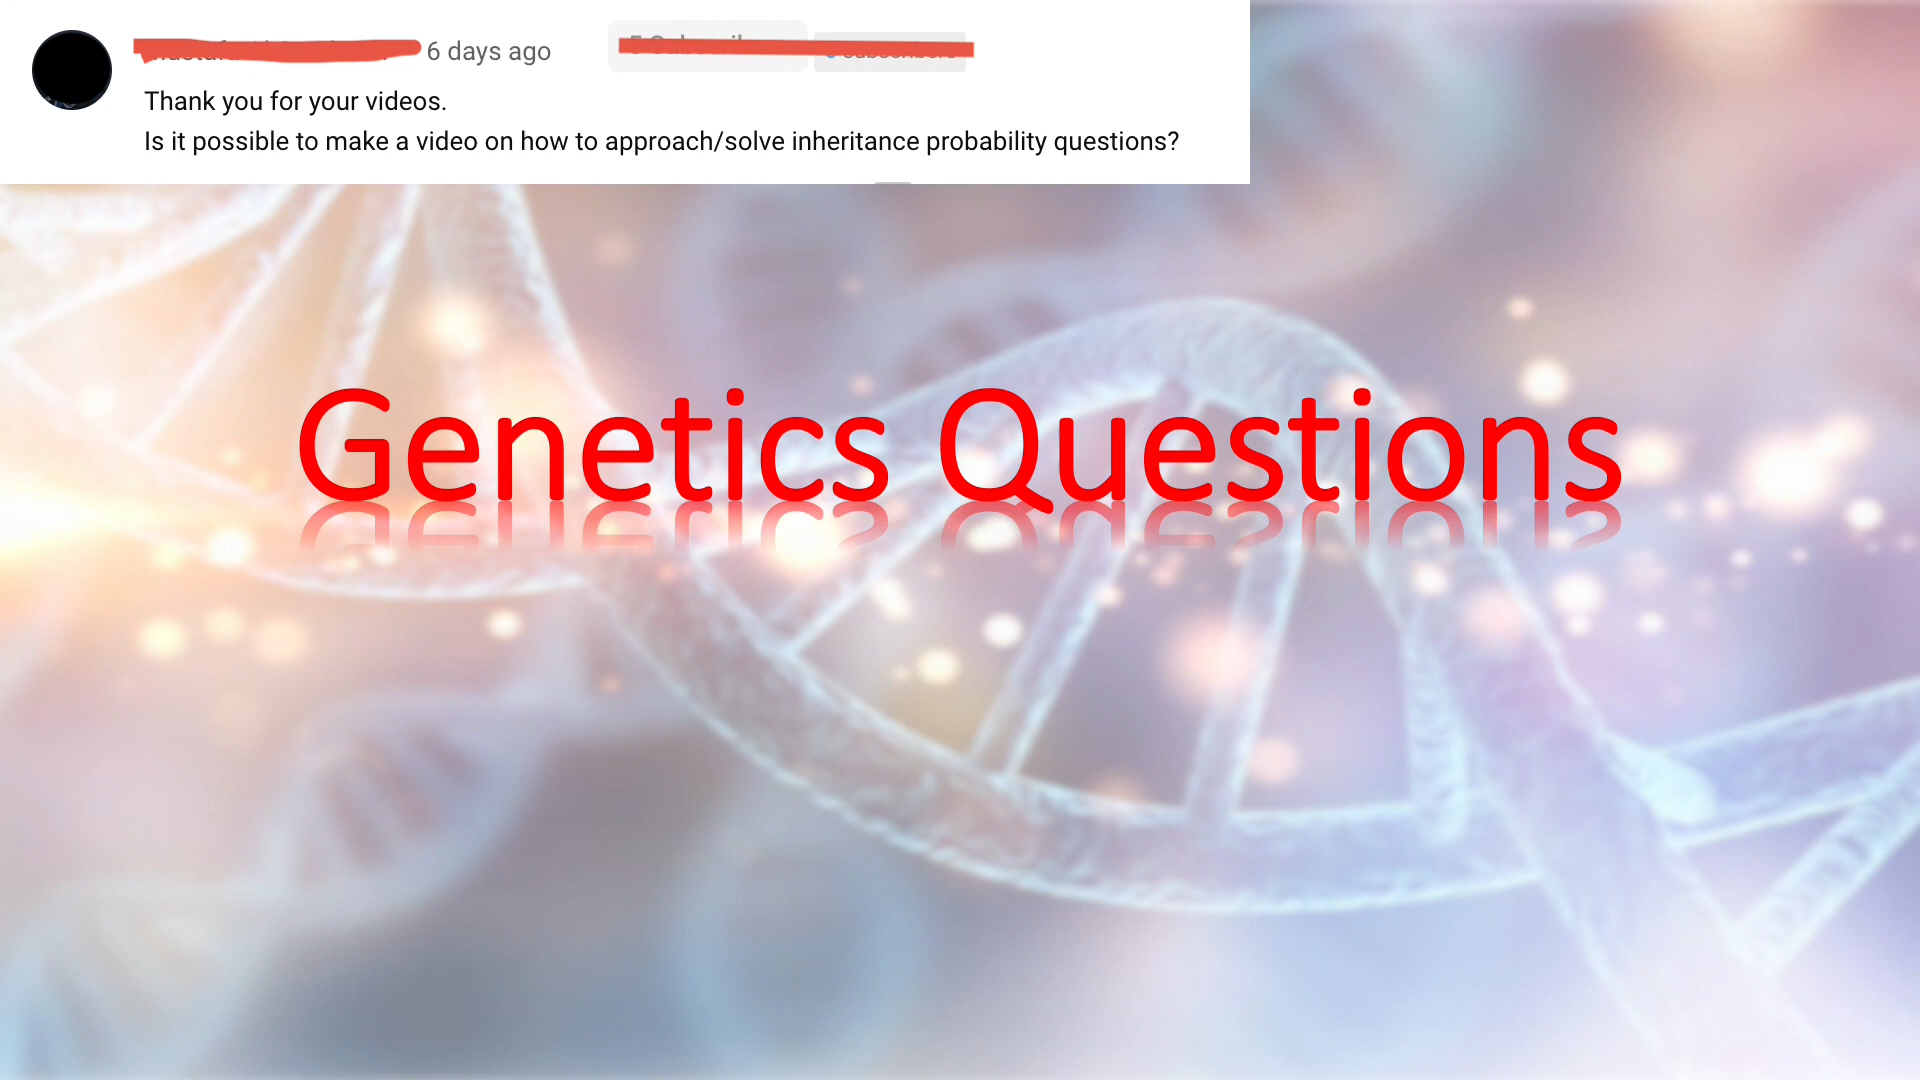 6 days ago
Thank you for your videos.
Is it possible to make a video on how to approach/solve inheritance probability questions?
Genetics Questions